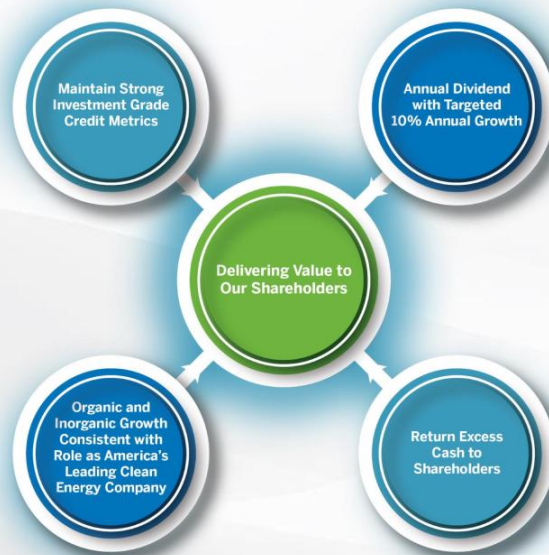 Maintain Strong
Investment Grade
Credit Metrics
Annual Dividend
with Targeted
10% Annual Growth
Delivering Value to
Our Shareholders
Organic and
Inorganic Growth
Consistent with
Role as America's
Leading Clean
Energy Company
Return Excess
Cash to
Shareholders